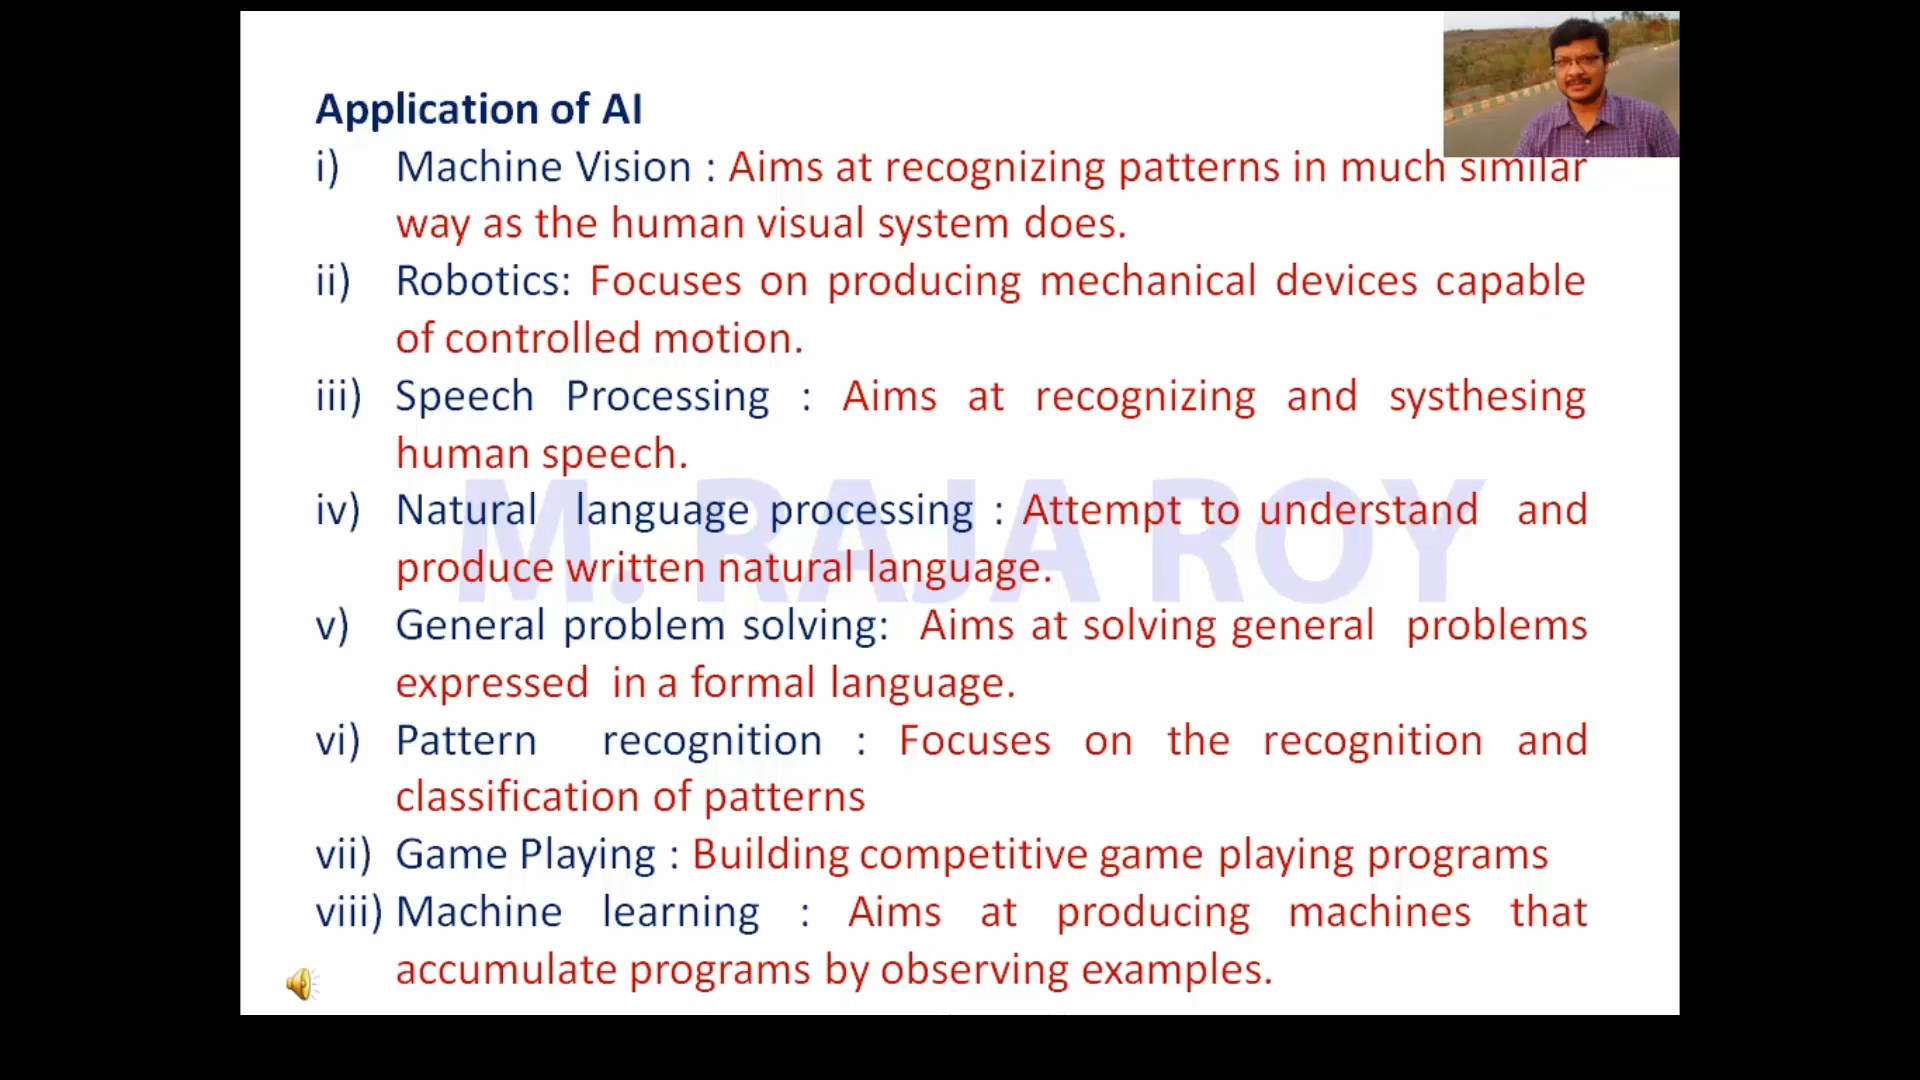 Application of AI
i) Machine Vision : Aims at recognizing patterns in much similar
way as the human visual system does.
ii) Robotics: Focuses on producing mechanical devices capable
of controlled motion.
iii) Speech Processing : Aims at recognizing and systhesing
human speech.
iv) Natural language processing : Attempt to understand and
produce written natural language.
M. RAJA ROY
v) General problem solving: Aims at solving general problems
expressed in a formal language.
vi) Pattern recognition : Focuses on the recognition and
classification of patterns
vii) Game Playing : Building competitive game playing programs
viii) Machine learning : Aims at producing machines that
accumulate programs by observing examples.